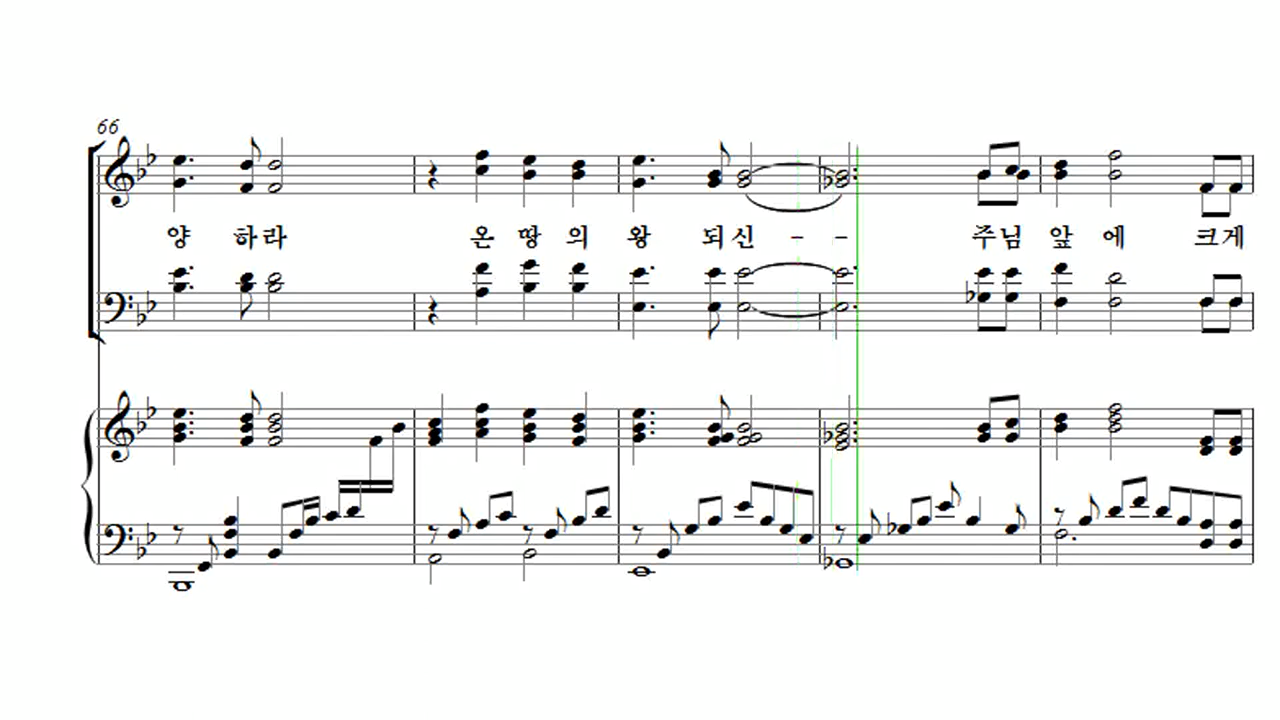 66
양 하라 온 땅 의 왕 되신 - - 주님 앞 에 크게